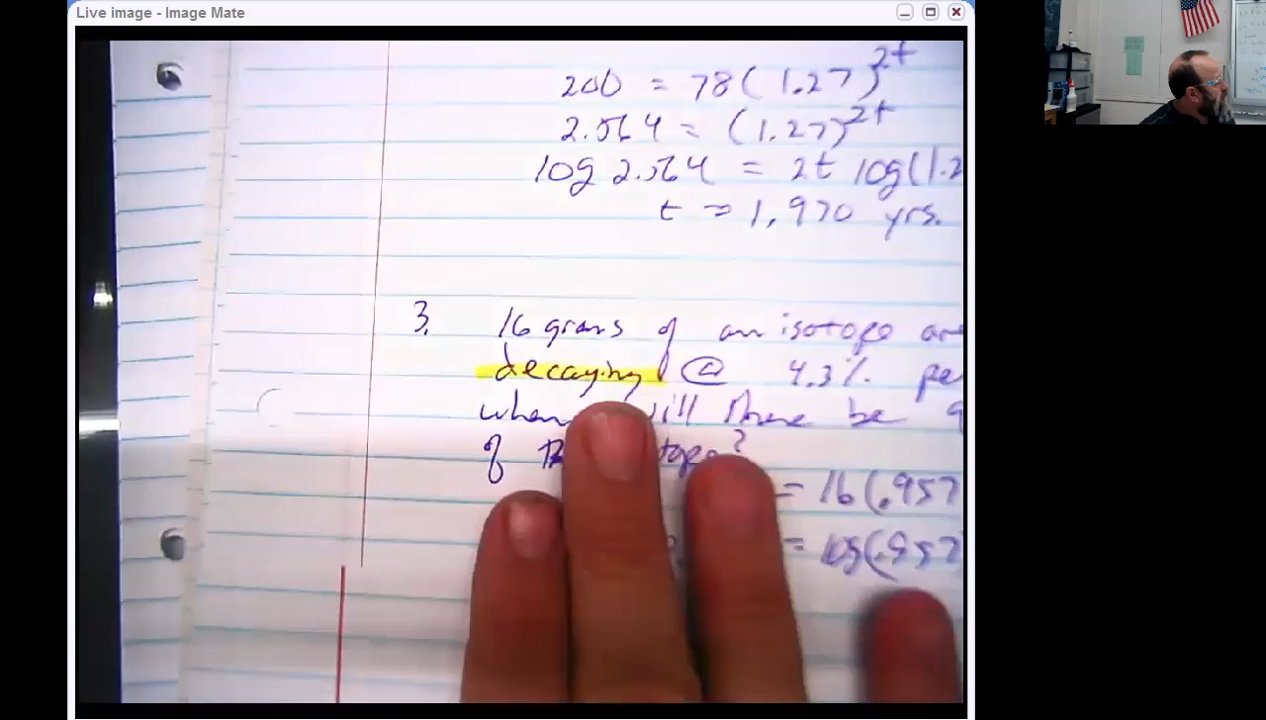 Live image - Image Mate
200 = 78(1.27)^2t
2.564 = (1.27)^2t
log 2.564 = 2t log(1.2
t = 1,970 yrs.
3. 16 grams of an isotope are
decaying @ 4.3% pe
when will there be
of
= 16(.957
= log(.957